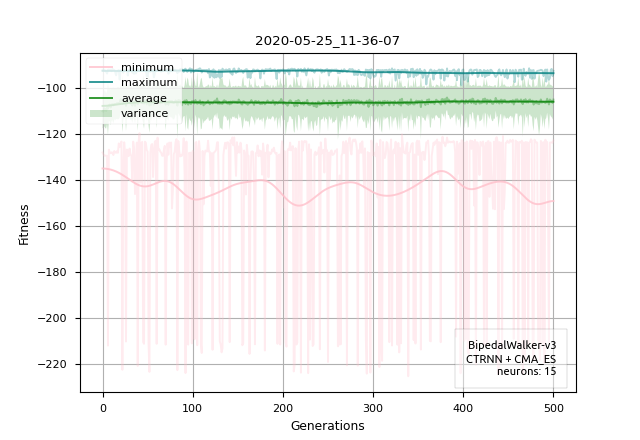 2020-05-25_11-36-07
minimum
maximum
average
variance
−100
−120
−140
−160
−180
−200
−220
Fitness
BipedalWalker-v3
CTRNN + CMA_ES
neurons: 15
0 100 200 300 400 500
Generations